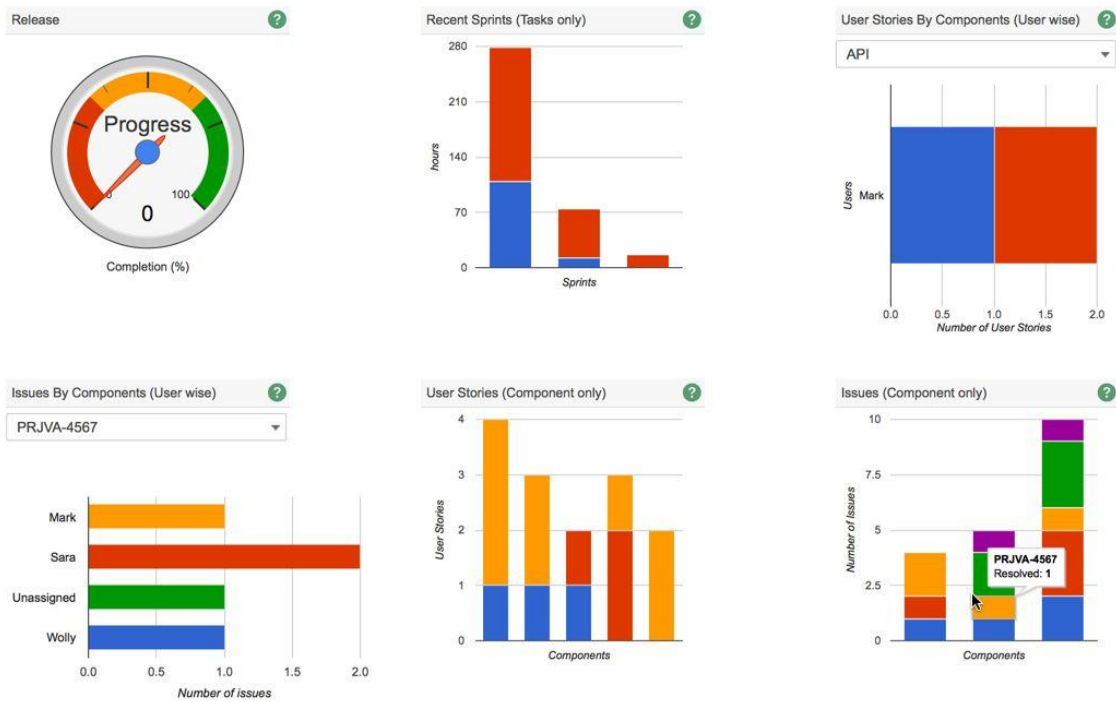 Release ?
Progress
0
100
0
Completion (%)
Recent Sprints (Tasks only) ?
280
210
140
70
0
hours
Sprints
User Stories By Components (User wise) ?
API
Users
Mark
0.0 0.5 1.0 1.5 2.0
Number of User Stories
Issues By Components (User wise) ?
PRJVA-4567
Mark
Sara
Unassigned
Wolly
0.0 0.5 1.0 1.5 2.0
Number of issues
User Stories (Component only) ?
4
3
2
1
0
User Stories
Components
Issues (Component only) ?
10
7.5
5
2.5
0
Number of Issues
PRJVA-4567
Resolved: 1
Components